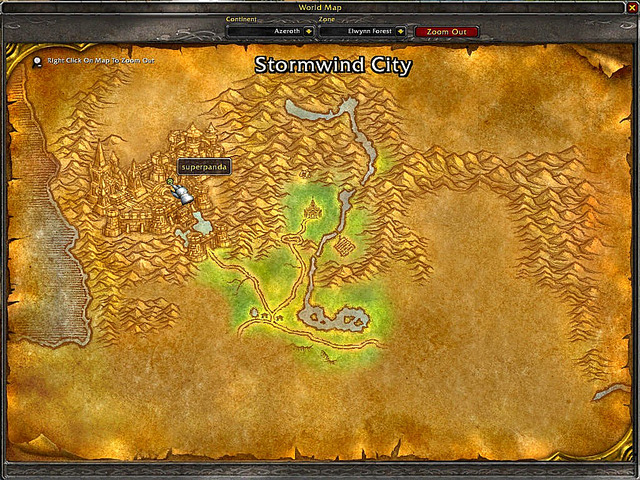 World Map
Continent Zone
Azeroth Elwynn Forest Zoom Out
Right Click On Map To Zoom Out
Stormwind City
superpanda